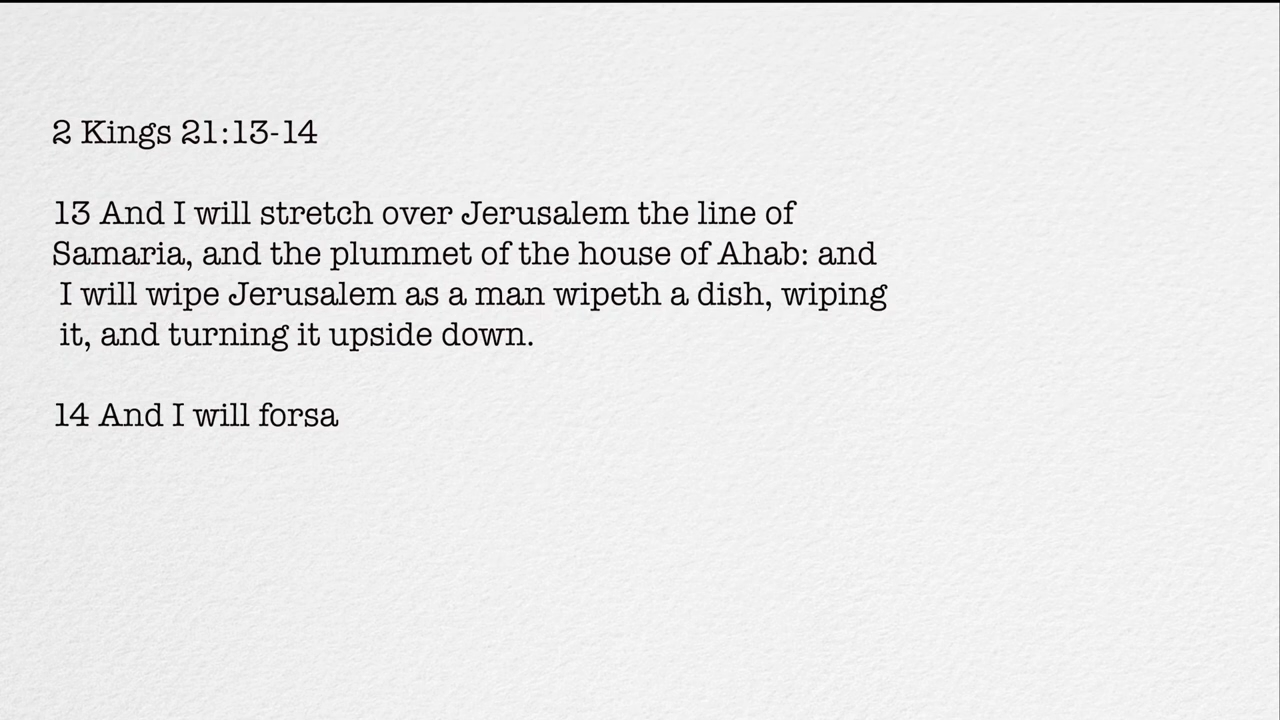 2 Kings 21:13-14
13 And I will stretch over Jerusalem the line of
Samaria, and the plummet of the house of Ahab: and
I will wipe Jerusalem as a man wipeth a dish, wiping
it, and turning it upside down.
14 And I will forsa